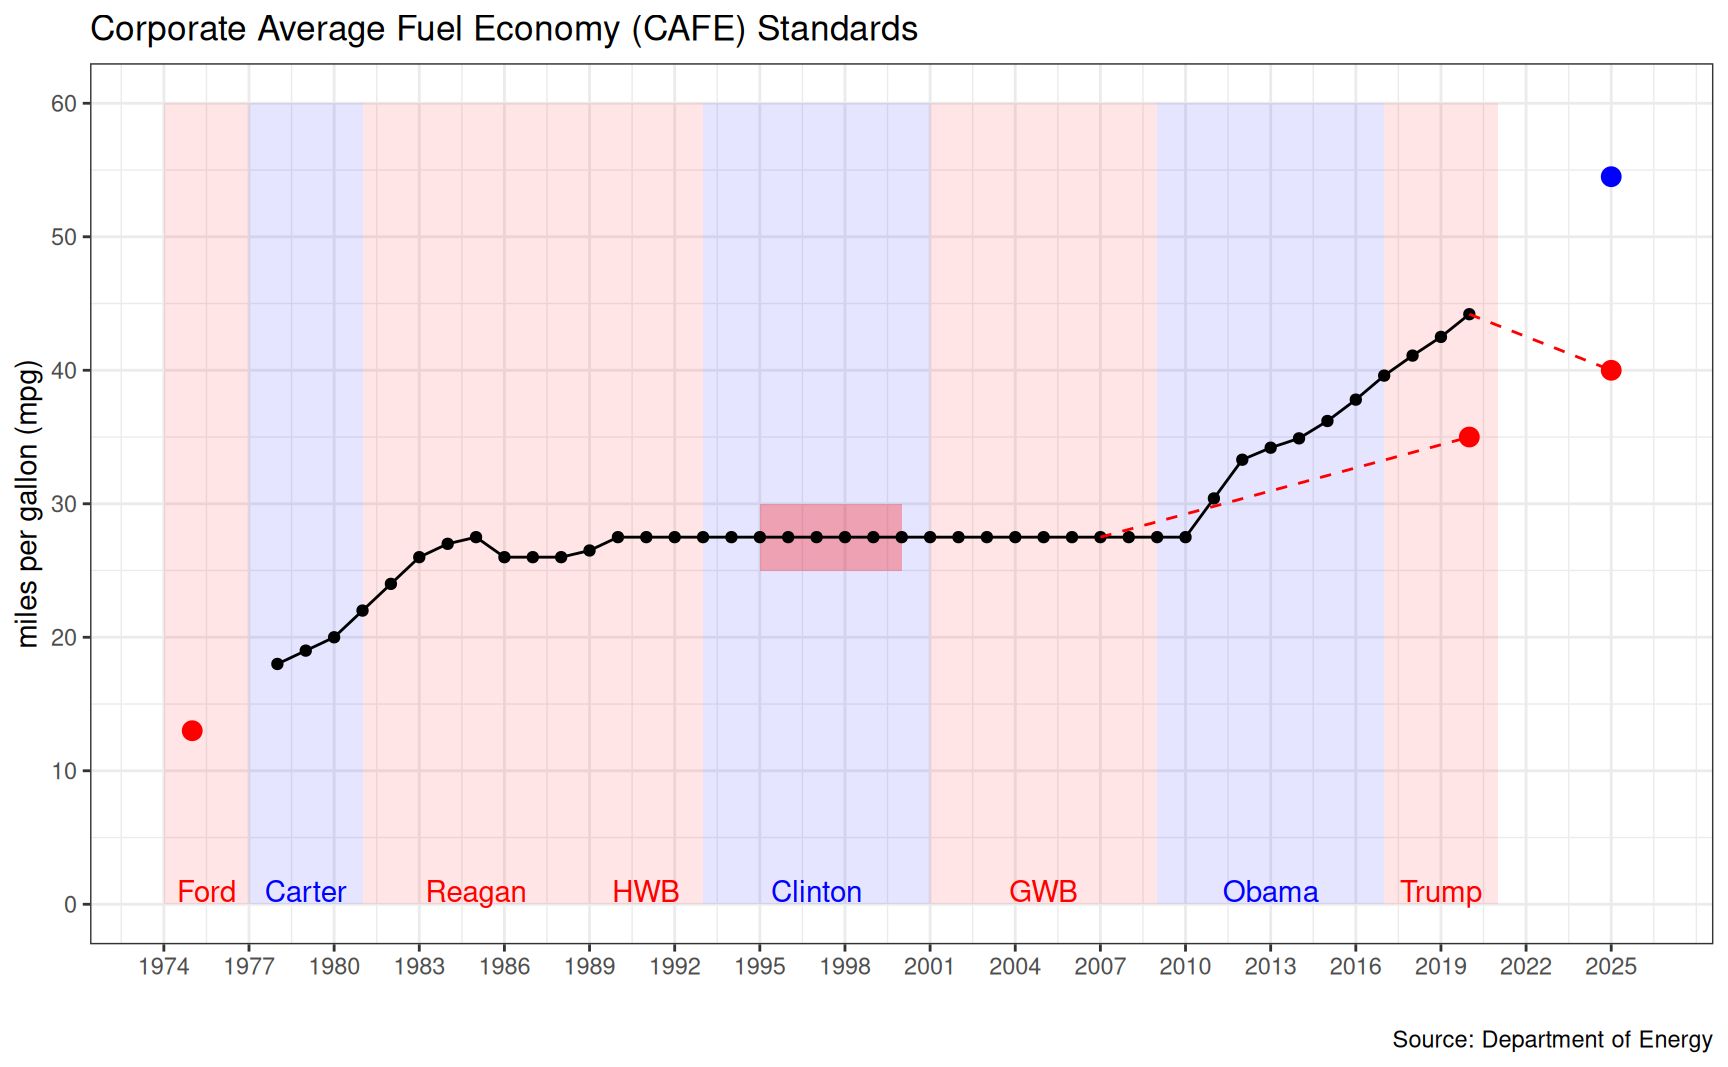 Corporate Average Fuel Economy (CAFE) Standards
miles per gallon (mpg)
60
50
40
30
20
10
0
Ford Carter Reagan HWB Clinton GWB Obama Trump
1974 1977 1980 1983 1986 1989 1992 1995 1998 2001 2004 2007 2010 2013 2016 2019 2022 2025
Source: Department of Energy